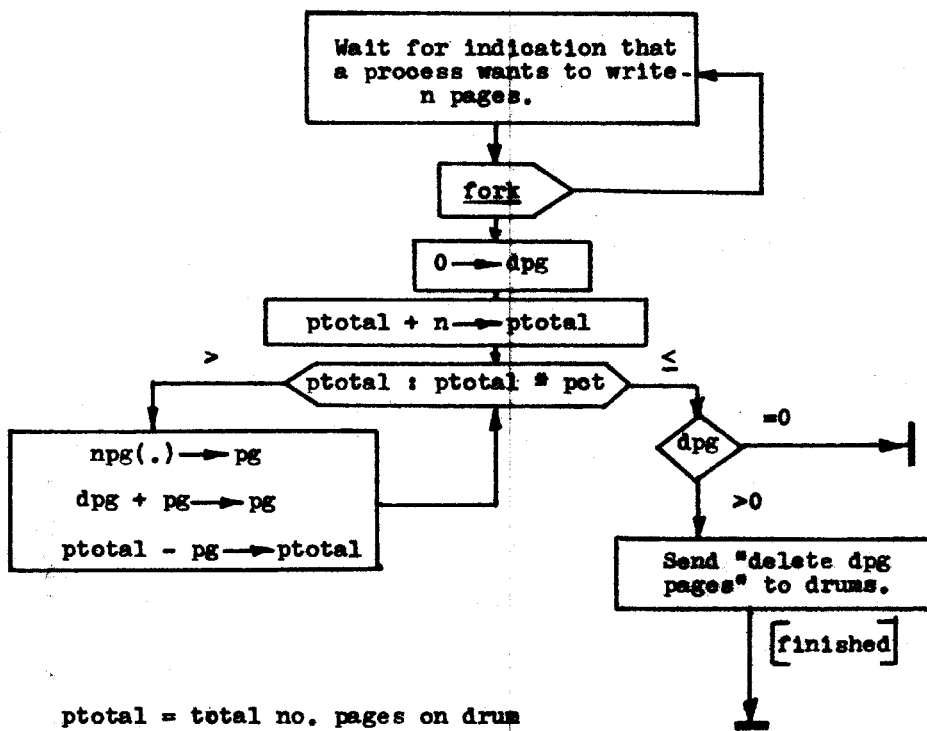 Wait for indication that
a process wants to write
n pages.
fork
0 → dpg
ptotal + n → ptotal
>
ptotal : ptotal * pct
≤
npg(.) → pg
dpg + pg → pg
ptotal - pg → ptotal
dpg
=0
>0
Send "delete dpg
pages" to drums.
[finished]
ptotal = total no. pages on drum